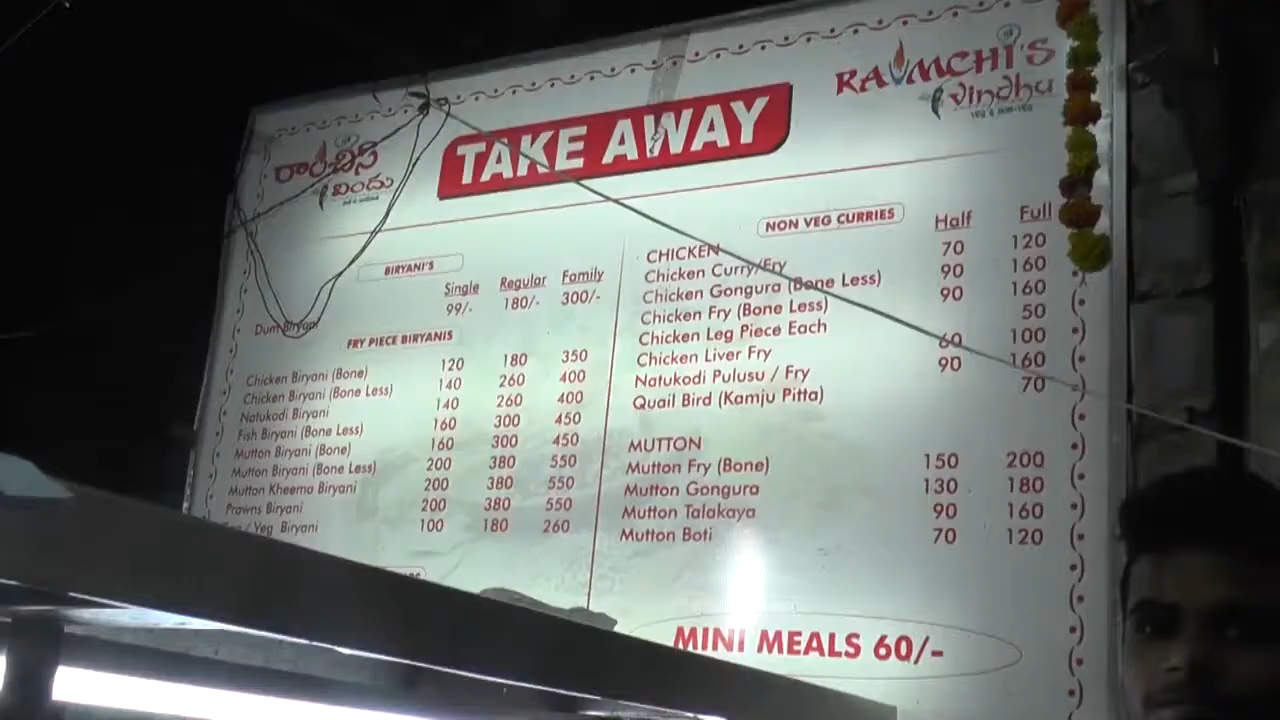 రాంచిస్
విందు
TAKE AWAY
RAMCHI'S
Vindhu
VEG & NON-VEG
BIRYANI'S
Single Regular Family
Dum Biryani 99/- 180/- 300/-
FRY PIECE BIRYANIS
Chicken Biryani (Bone) 120 180 350
Chicken Biryani (Bone Less) 140 260 400
Natukodi Biryani 140 260 400
Fish Biryani (Bone Less) 160 300 450
Mutton Biryani (Bone) 160 300 450
Mutton Biryani (Bone Less) 200 380 550
Mutton Kheema Biryani 200 380 550
Prawns Biryani 200 380 550
/ Veg Biryani 100 180 260
NON VEG CURRIES Half Full
CHICKEN
Chicken Curry/Fry 70 120
Chicken Gongura (Bone Less) 90 160
Chicken Fry (Bone Less) 90 160
Chicken Leg Piece Each 50
Chicken Liver Fry 60 100
Natukodi Pulusu / Fry 90 160
Quail Bird (Kamju Pitta) 70
MUTTON
Mutton Fry (Bone) 150 200
Mutton Gongura 130 180
Mutton Talakaya 90 160
Mutton Boti 70 120
MINI MEALS 60/-